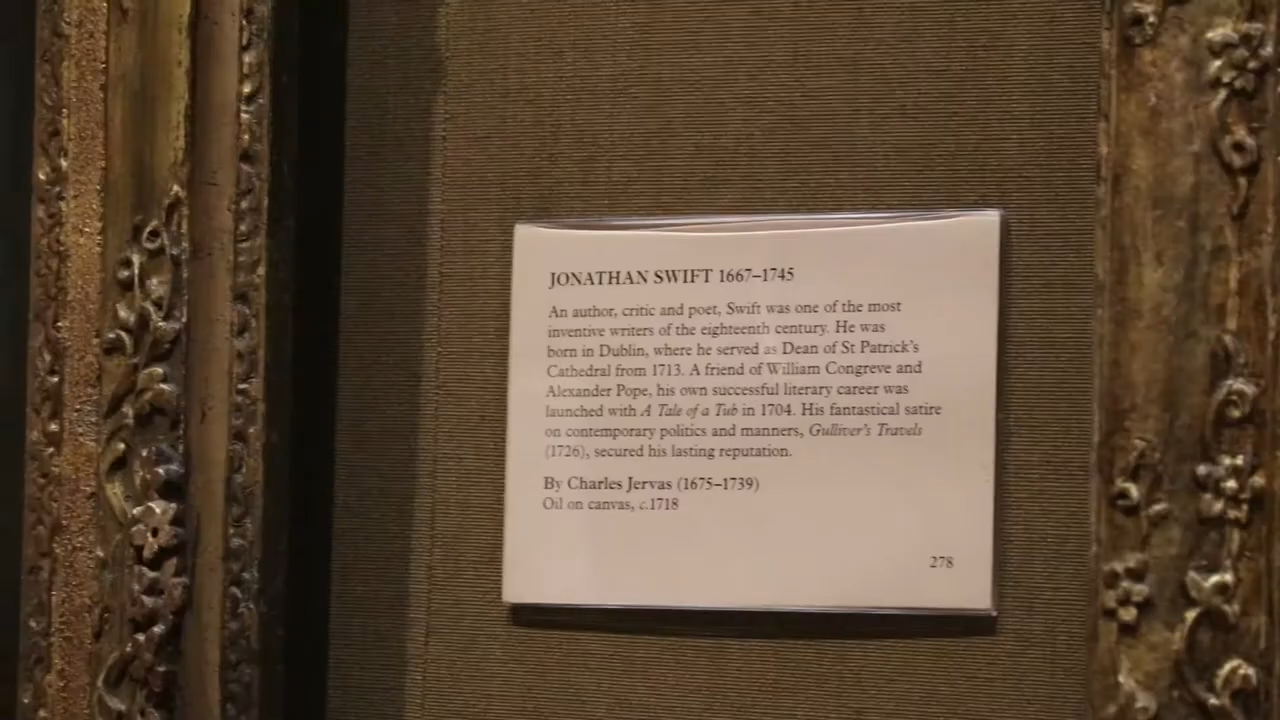 JONATHAN SWIFT 1667–1745
An author, critic and poet, Swift was one of the most
inventive writers of the eighteenth century. He was
born in Dublin, where he served as Dean of St Patrick's
Cathedral from 1713. A friend of William Congreve and
Alexander Pope, his own successful literary career was
launched with A Tale of a Tub in 1704. His fantastical satire
on contemporary politics and manners, Gulliver's Travels
(1726), secured his lasting reputation.
By Charles Jervas (1675–1739)
Oil on canvas, c.1718
278